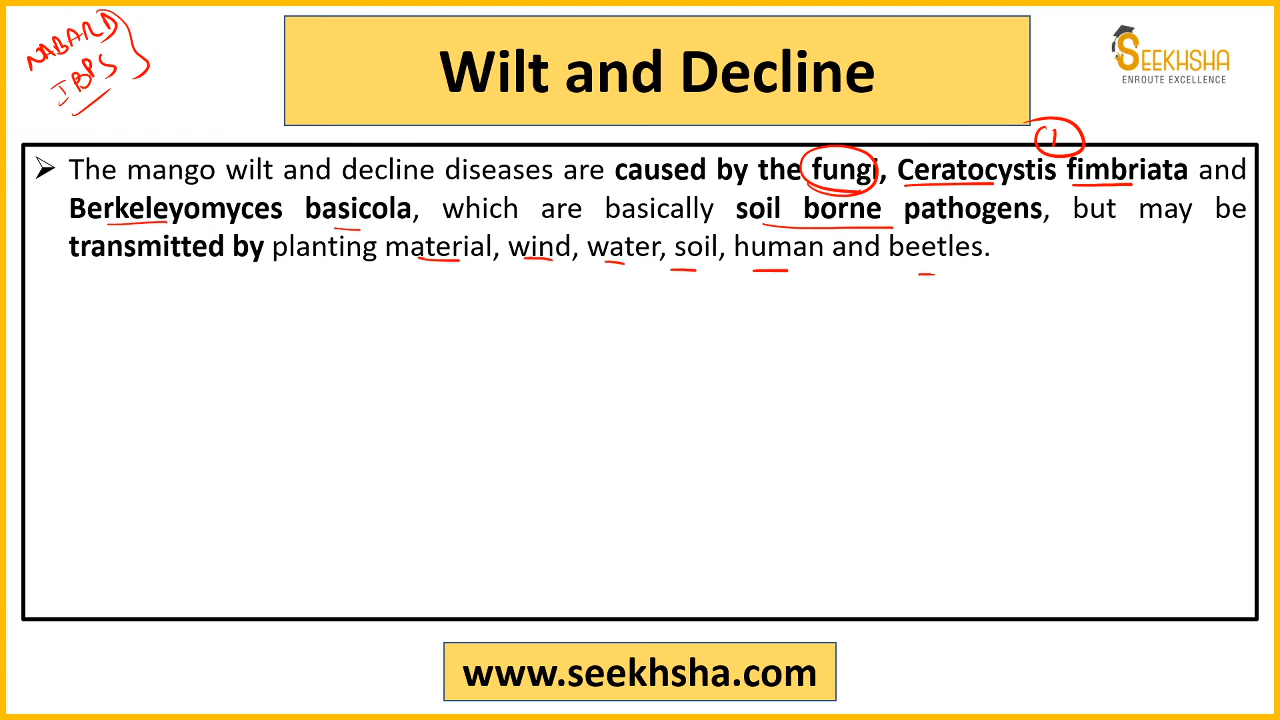 NABARD
IBPS
Wilt and Decline
SEEKHSHA
ENROUTE EXCELLENCE
(1
➢ The mango wilt and decline diseases are caused by the fungi, Ceratocystis fimbriata and
Berkeleyomyces basicola, which are basically soil borne pathogens, but may be
transmitted by planting material, wind, water, soil, human and beetles.
www.seekhsha.com